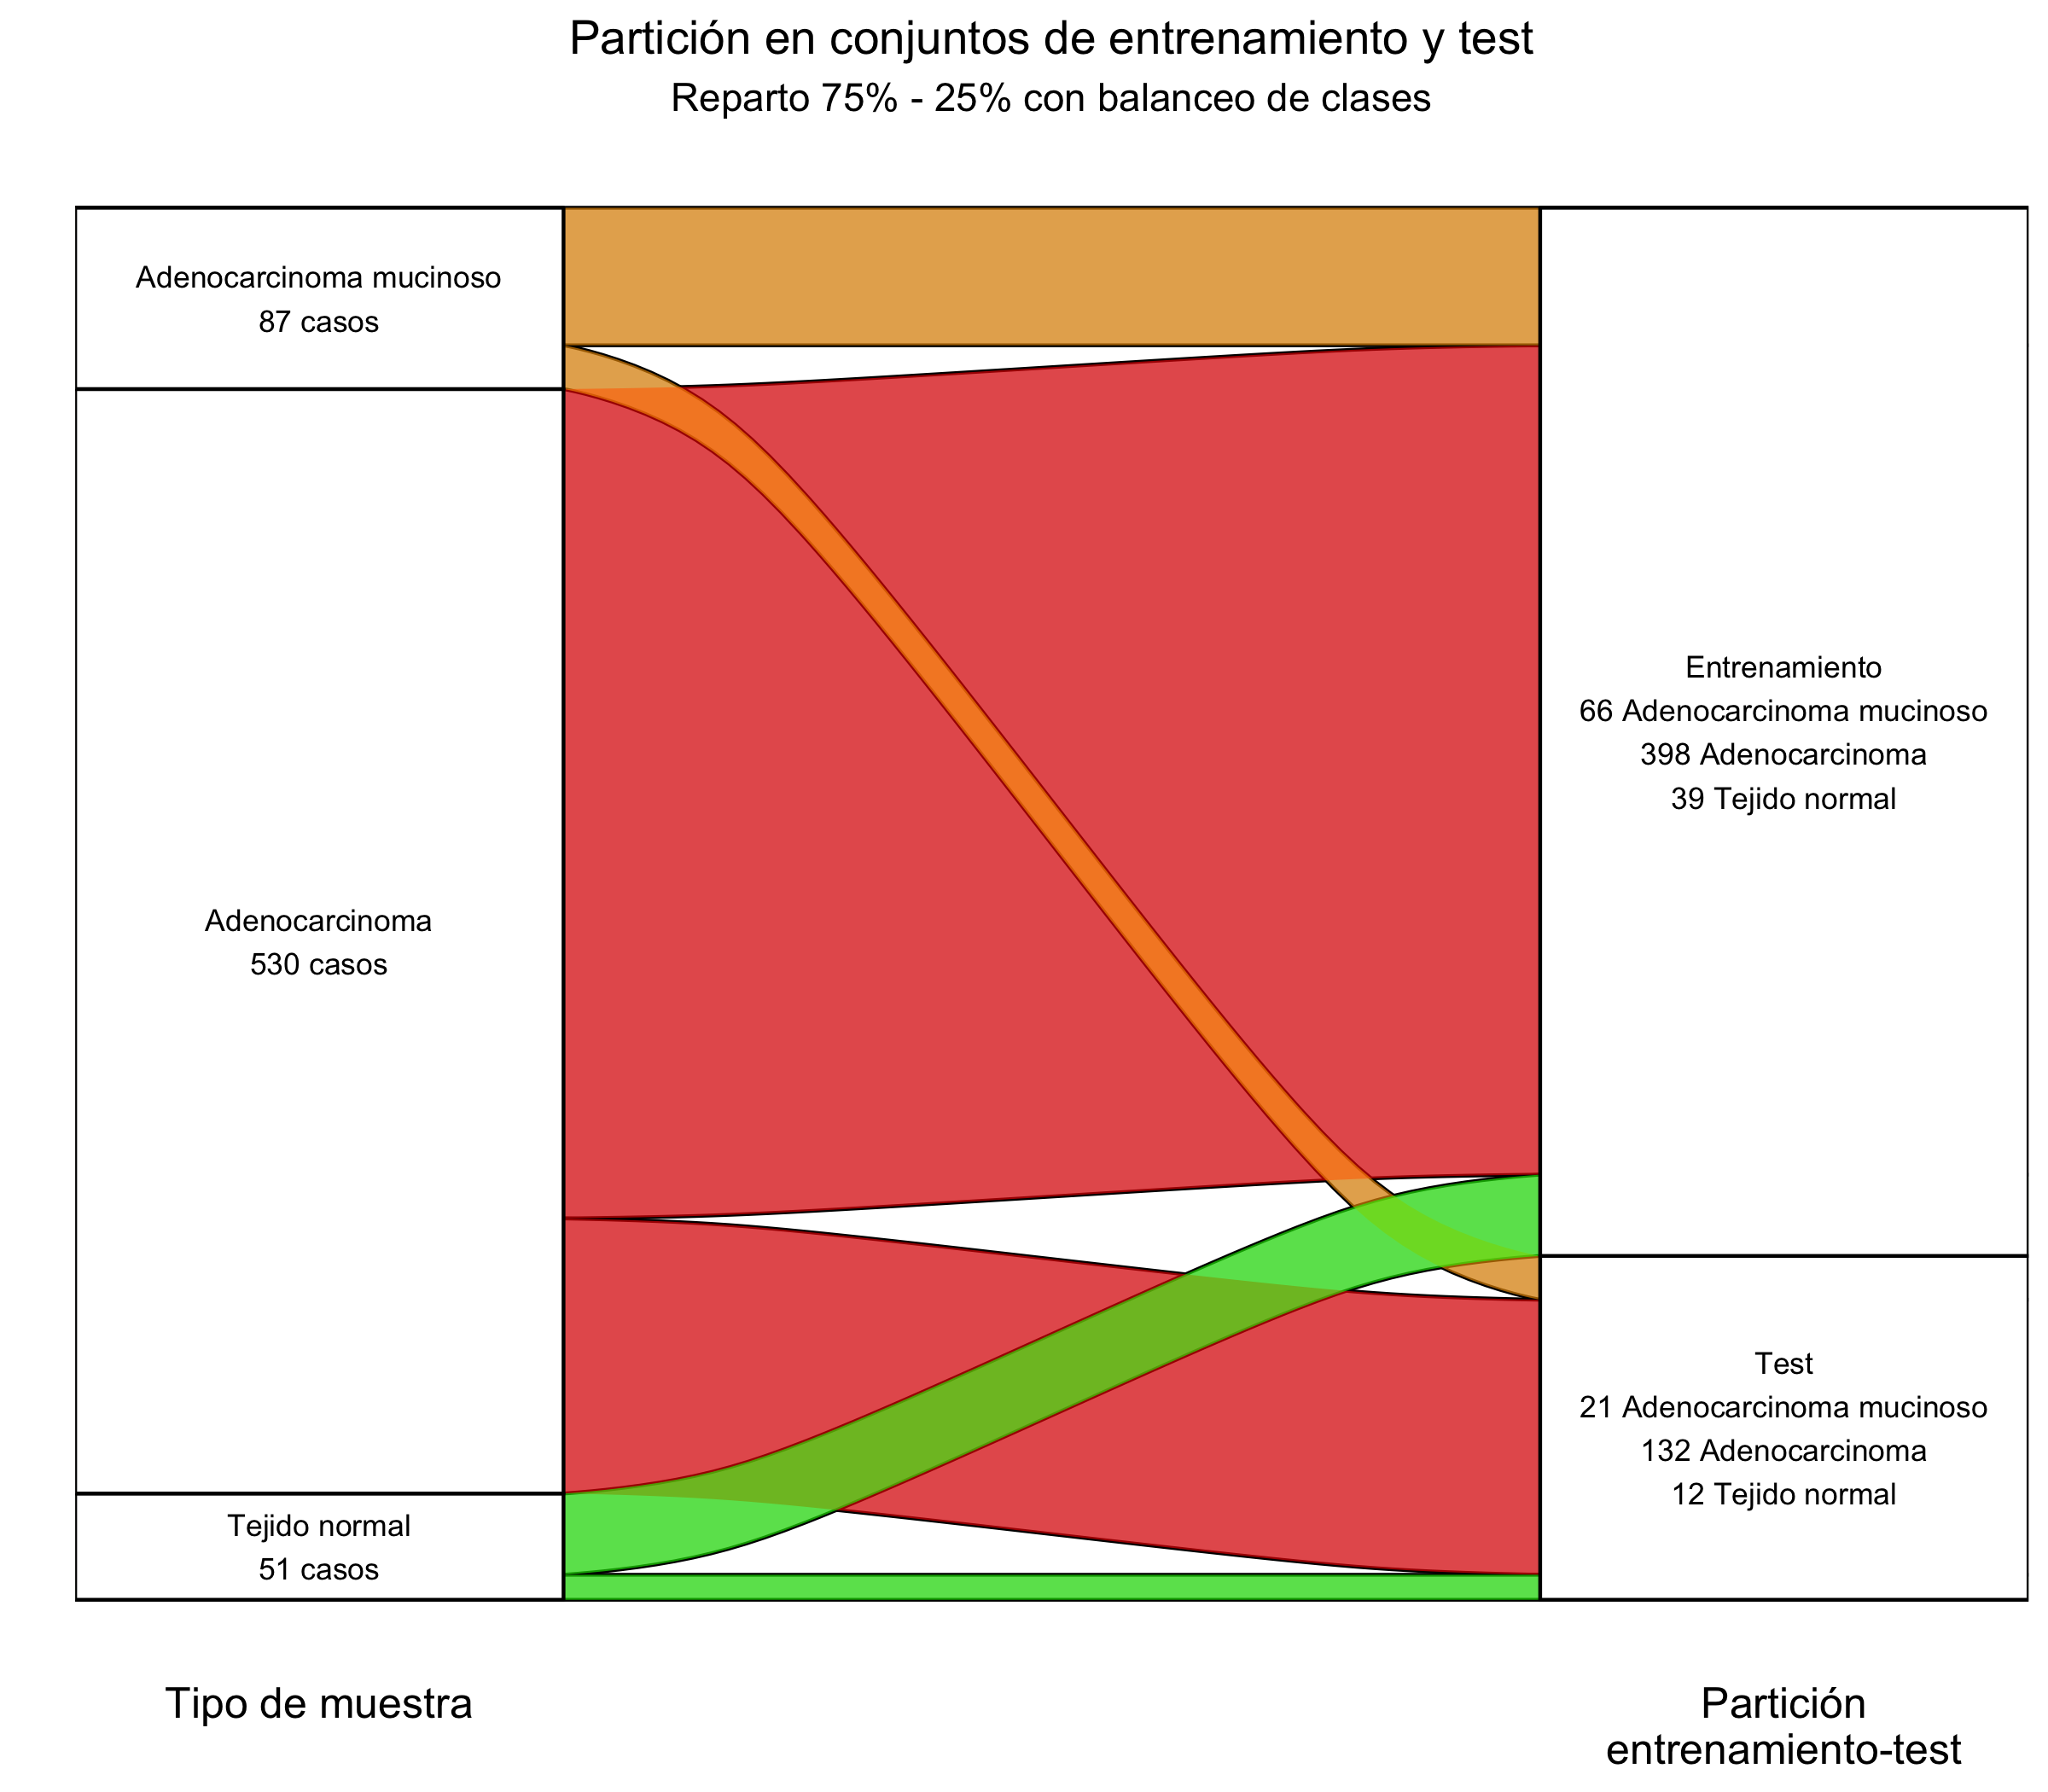 Partición en conjuntos de entrenamiento y test
Reparto 75% - 25% con balanceo de clases
Adenocarcinoma mucinoso
87 casos
Adenocarcinoma
530 casos
Tejido normal
51 casos
Entrenamiento
66 Adenocarcinoma mucinoso
398 Adenocarcinoma
39 Tejido normal
Test
21 Adenocarcinoma mucinoso
132 Adenocarcinoma
12 Tejido normal
Tipo de muestra
Partición
entrenamiento-test